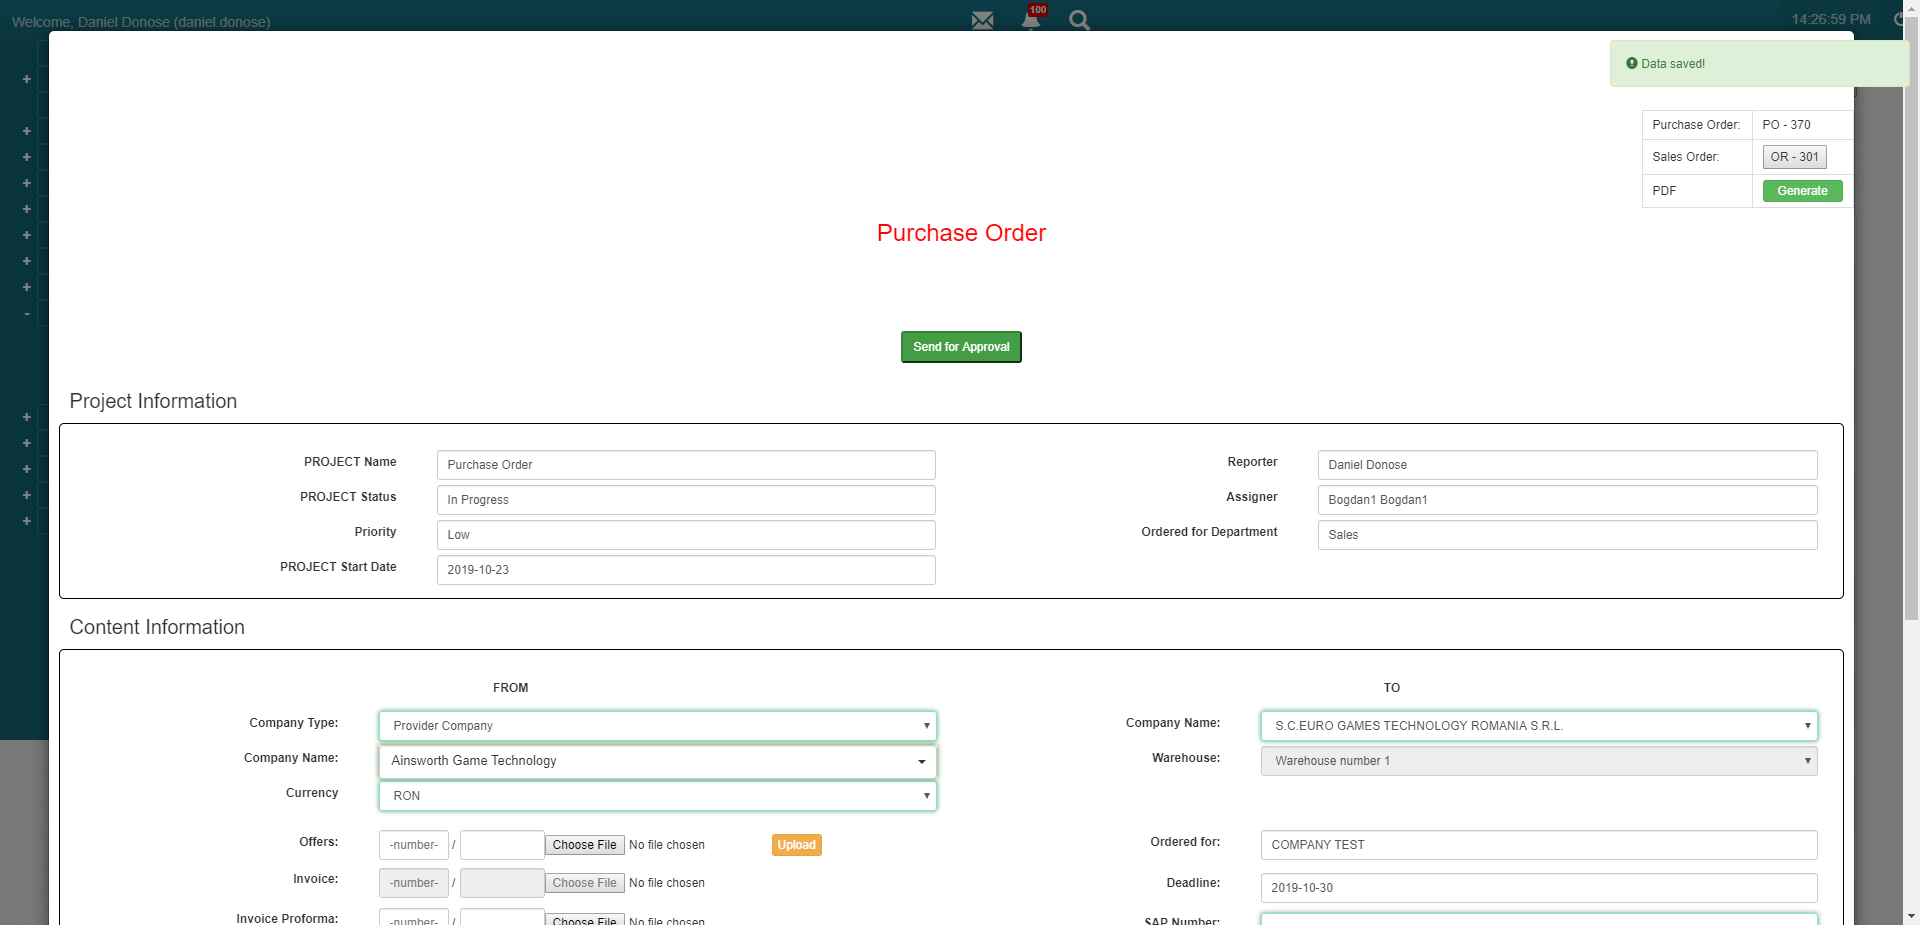 Welcome, Daniel Donose (daniel.donose)
100
14:26:59 PM
Data saved!
Purchase Order: PO - 370
Sales Order: OR - 301
PDF Generate
Purchase Order
Send for Approval
Project Information
PROJECT Name Purchase Order Reporter Daniel Donose
PROJECT Status In Progress Assigner Bogdan1 Bogdan1
Priority Low Ordered for Department Sales
PROJECT Start Date 2019-10-23
Content Information
FROM TO
Company Type: Provider Company Company Name: S.C.EURO GAMES TECHNOLOGY ROMANIA S.R.L.
Company Name: Ainsworth Game Technology Warehouse: Warehouse number 1
Currency RON
Offers: -number- / Choose File No file chosen Upload Ordered for: COMPANY TEST
Invoice: -number- / Choose File No file chosen Deadline: 2019-10-30
Invoice Proforma: -number- / Choose File No file chosen SAP Number: